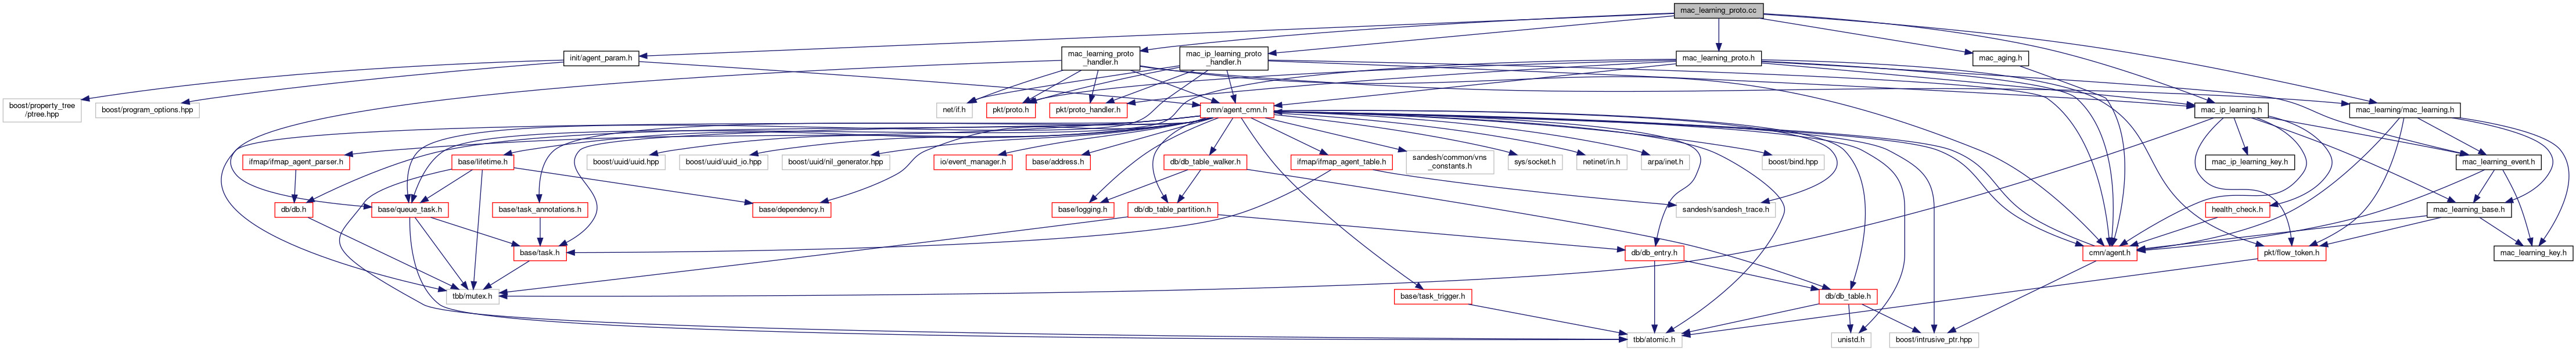 mac_learning_proto.cc
init/agent_param.h
mac_learning_proto
_handler.h
mac_ip_learning_proto
_handler.h
mac_learning_proto.h
mac_aging.h
boost/property_tree
/ptree.hpp
boost/program_options.hpp
net/if.h
pkt/proto.h
pkt/proto_handler.h
cmn/agent_cmn.h
mac_ip_learning.h
mac_learning/mac_learning.h
ifmap/ifmap_agent_parser.h
base/lifetime.h
boost/uuid/uuid.hpp
boost/uuid/uuid_io.hpp
boost/uuid/nil_generator.hpp
io/event_manager.h
base/address.h
db/db_table_walker.h
ifmap/ifmap_agent_table.h
sandesh/common/vns
_constants.h
sys/socket.h
netinet/in.h
arpa/inet.h
boost/bind.hpp
mac_ip_learning_key.h
mac_learning_event.h
db/db.h
base/queue_task.h
base/task_annotations.h
base/dependency.h
base/logging.h
db/db_table_partition.h
sandesh/sandesh_trace.h
health_check.h
mac_learning_base.h
base/task.h
db/db_entry.h
cmn/agent.h
pkt/flow_token.h
mac_learning_key.h
tbb/mutex.h
base/task_trigger.h
db/db_table.h
tbb/atomic.h
unistd.h
boost/intrusive_ptr.hpp